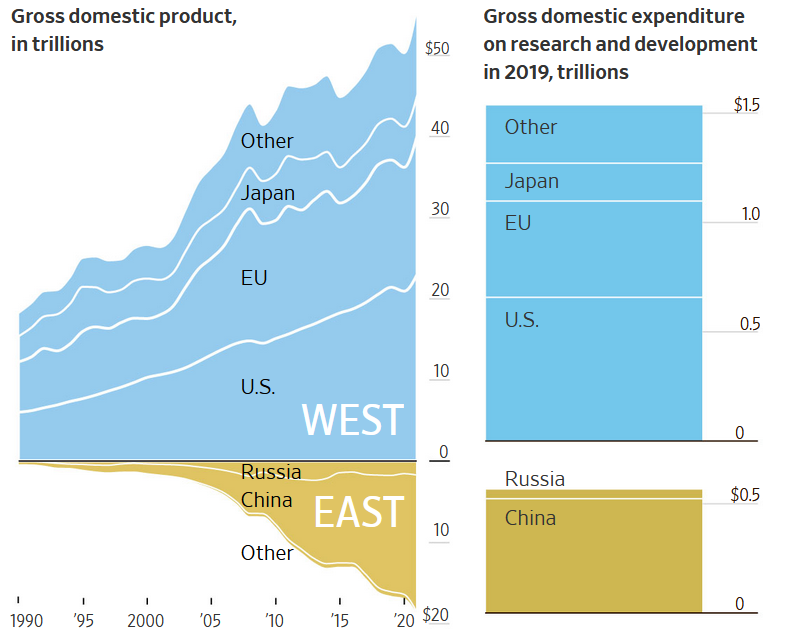 Gross domestic product,
in trillions
$50
40
30
20
10
0
10
$20
Other
Japan
EU
U.S.
WEST
Russia
China
EAST
Other
1990 ’95 2000 ’05 ’10 ’15 ’20
Gross domestic expenditure
on research and development
in 2019, trillions
$1.5
Other
Japan
1.0
EU
U.S.
0.5
0
Russia
$0.5
China
0